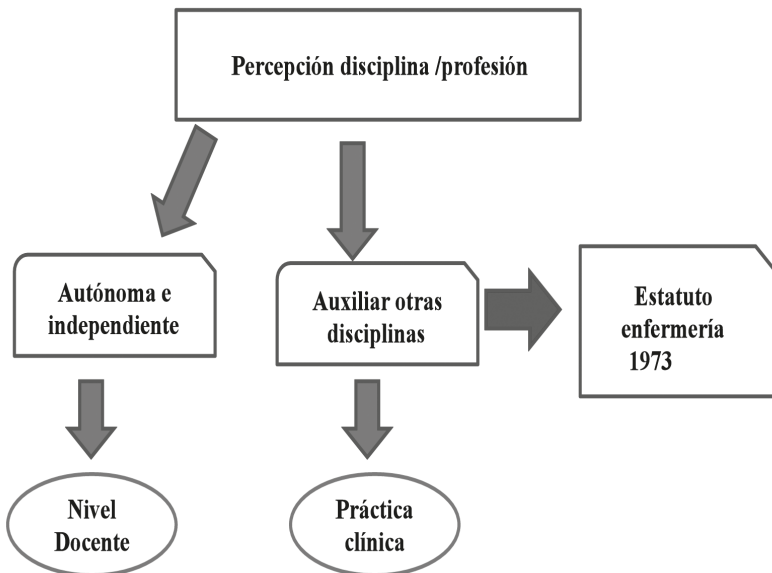 Percepción disciplina /profesión
Autónoma e
independiente
Auxiliar otras
disciplinas
Estatuto
enfermería
1973
Nivel
Docente
Práctica
clínica